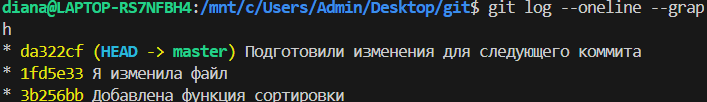 diana@LAPTOP-RS7NFBH4:/mnt/c/Users/Admin/Desktop/git$ git log --oneline --grap
h
* da322cf (HEAD -> master) Подготовили изменения для следующего коммита
* 1fd5e33 Я изменила файл
* 3b256bb Добавлена функция сортировки